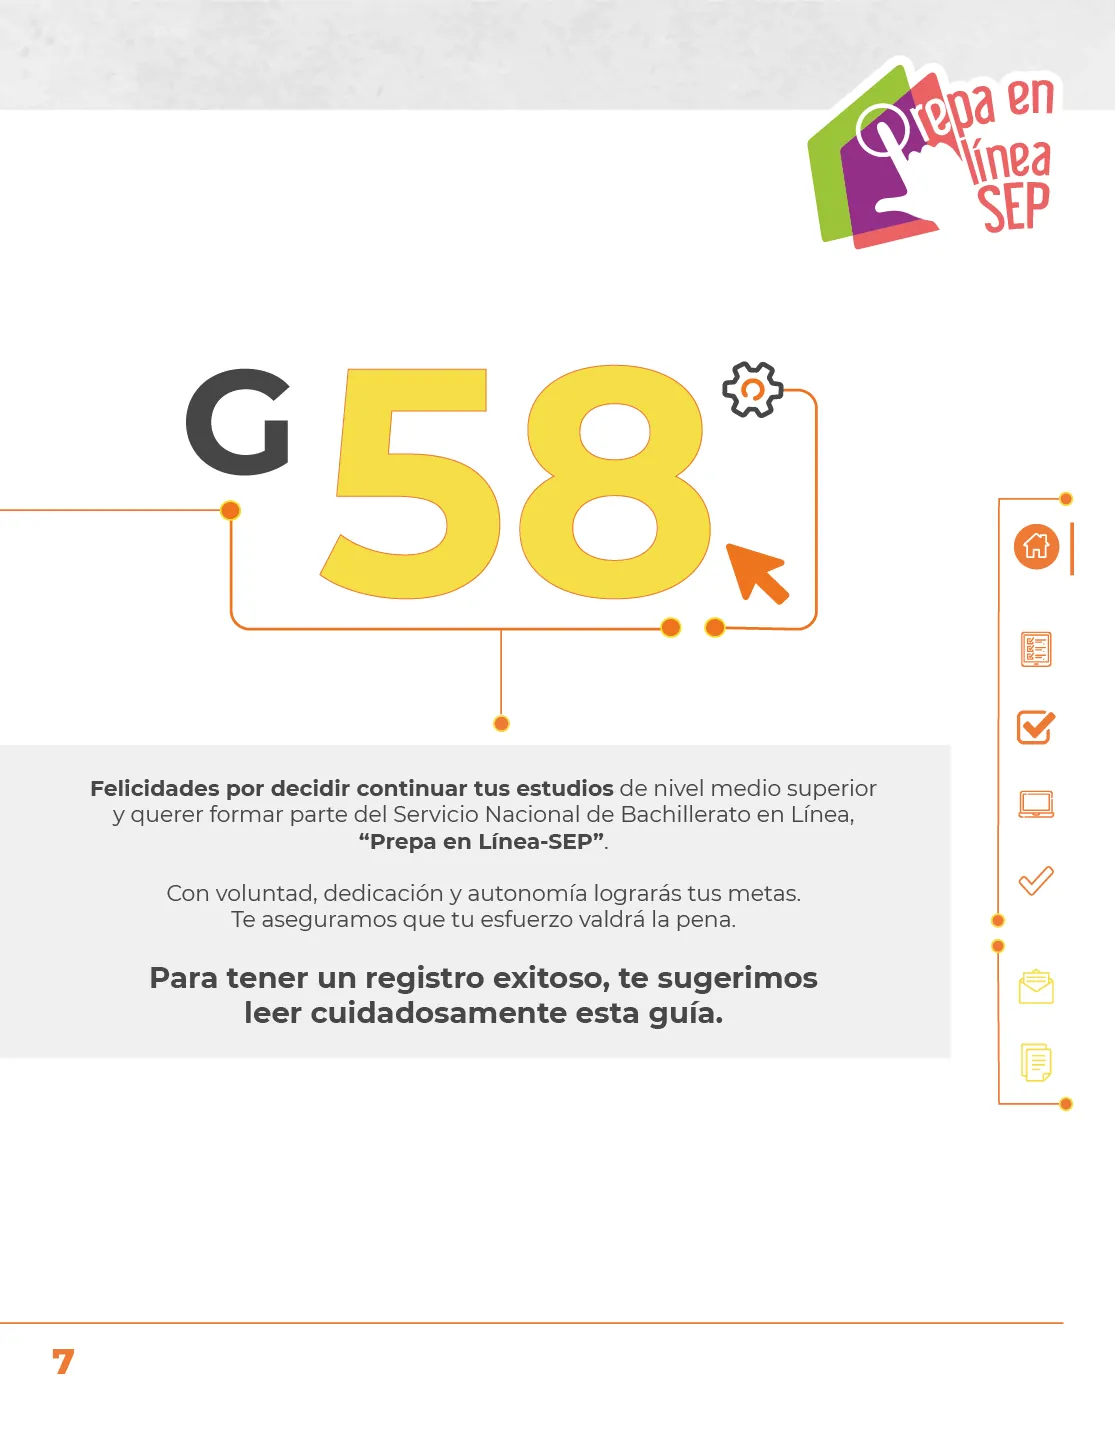 Prepa en
línea
SEP
G 58
Felicidades por decidir continuar tus estudios de nivel medio superior
y querer formar parte del Servicio Nacional de Bachillerato en Línea,
“Prepa en Línea-SEP”.
Con voluntad, dedicación y autonomía lograrás tus metas.
Te aseguramos que tu esfuerzo valdrá la pena.
Para tener un registro exitoso, te sugerimos
leer cuidadosamente esta guía.
7